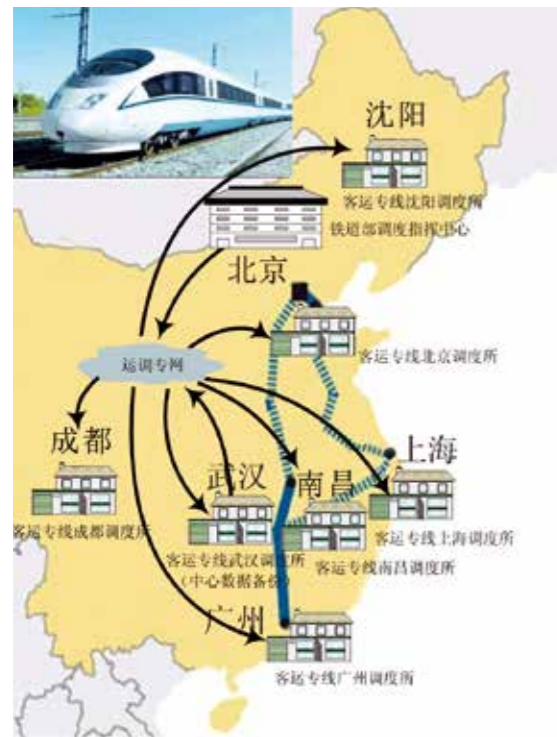 沈阳
客运专线沈阳调度所
铁道部调度指挥中心
北京
客运专线北京调度所
运调专网
成都
客运专线成都调度所
武汉
客运专线武汉调度所
（中心数据备份）
南昌
客运专线南昌调度所
上海
客运专线上海调度所
广州
客运专线广州调度所